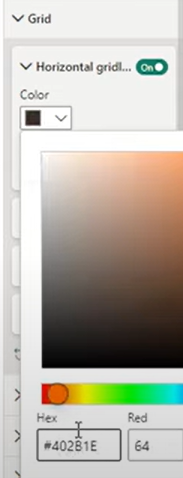 Grid
Horizontal gridl...
On
Color
Hex
Red
#402B1E
64